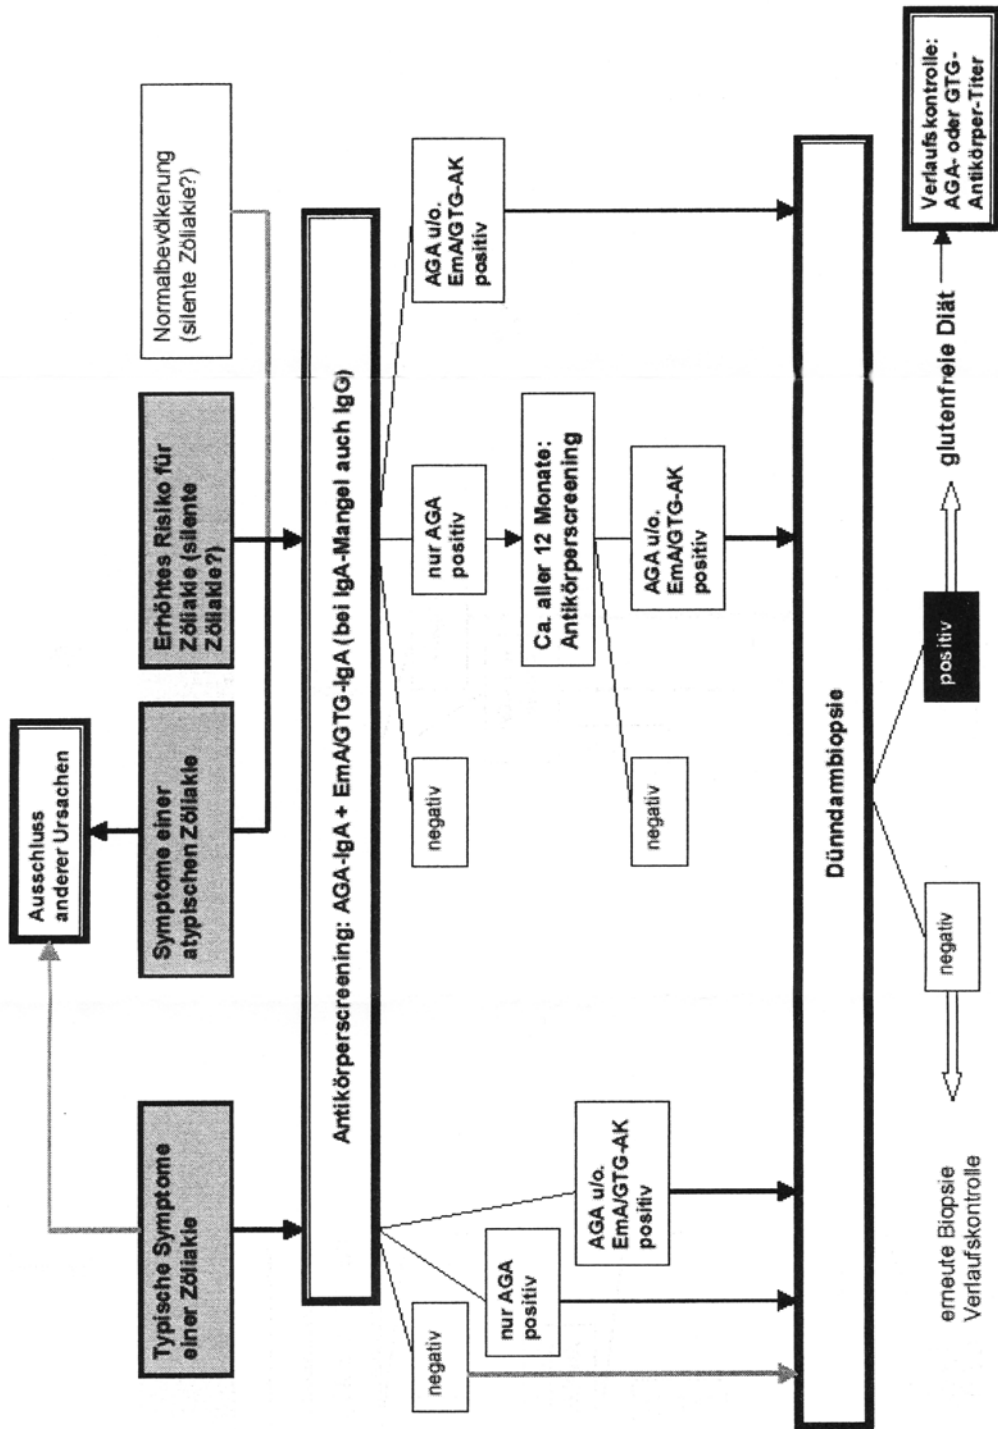 Ausschluss
anderer Ursachen
Typische Symptome
einer Zöliakie
Symptome einer
atypischen Zöliakie
Erhöhtes Risiko für
Zöliakie (silente
Zöliakie?)
Normalbevölkerung
(silente Zöliakie?)
Antikörperscreening: AGA-IgA + EmA/GTG-IgA (bei IgA-Mangel auch IgG)
negativ
nur AGA
positiv
AGA u/o.
EmA/GTG-AK
positiv
negativ
nur AGA
positiv
AGA u/o.
EmA/GTG-AK
positiv
Ca. aller 12 Monate:
Antikörperscreening
negativ
AGA u/o.
EmA/GTG-AK
positiv
Dünndambiopsie
negativ
positiv
erneute Biopsie
Verlaufskontrolle
glutenfreie Diät
Verlaufskontrolle:
AGA- oder GTG-
Antikörper-Titer